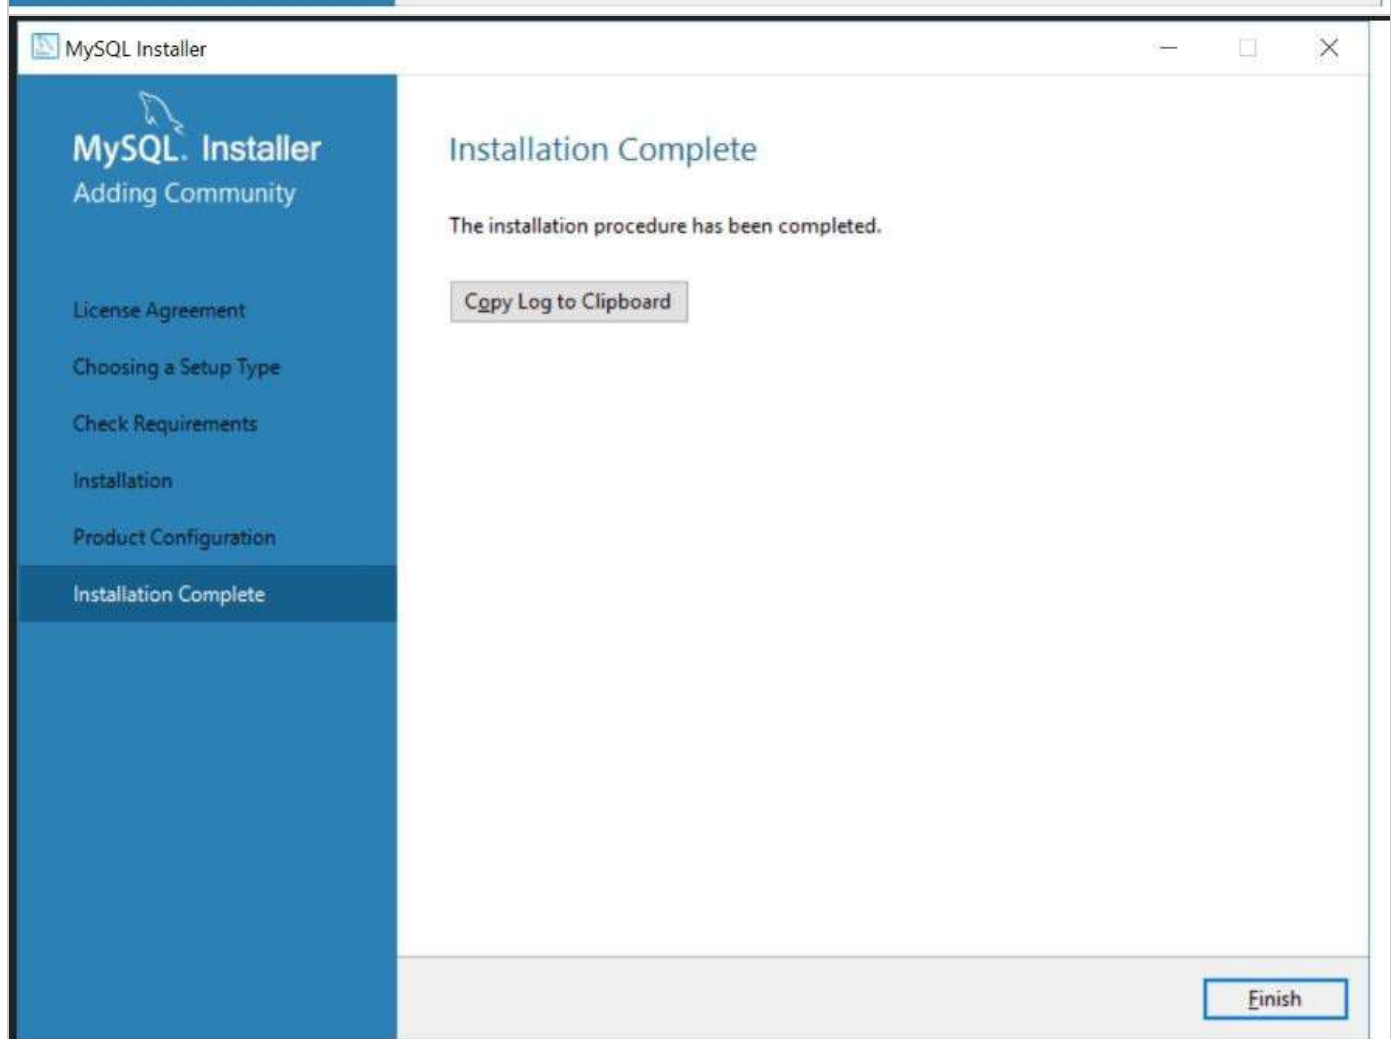 MySQL Installer
MySQL. Installer
Adding Community
License Agreement
Choosing a Setup Type
Check Requirements
Installation
Product Configuration
Installation Complete
Installation Complete
The installation procedure has been completed.
Copy Log to Clipboard
Finish